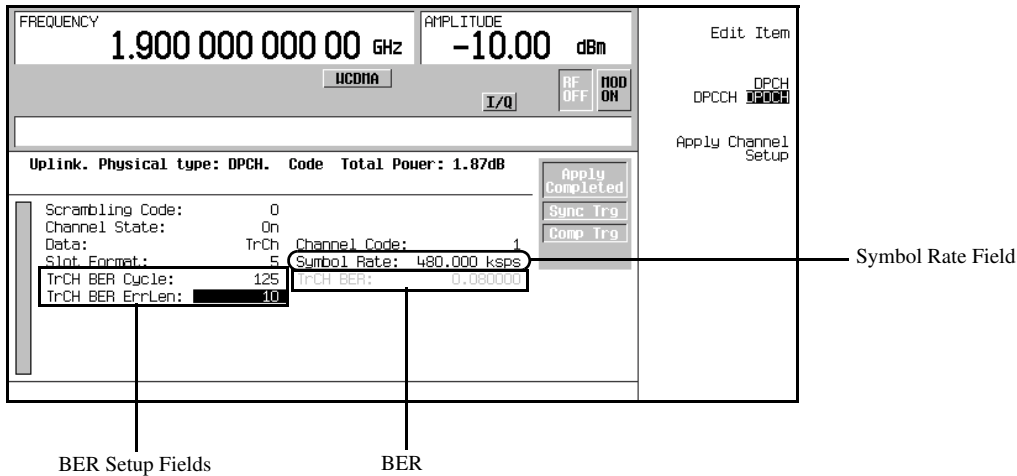 FREQUENCY
1.900 000 000 00 GHz
AMPLITUDE
-10.00 dBm
WCDMA
I/Q
RF OFF
MOD ON
Edit Item
DPCH
DPCCH DPDCH
Apply Channel Setup
Uplink. Physical type: DPCH. Code Total Power: 1.87dB
Apply Completed
Sync Trg
Comp Trg
Scrambling Code: 0
Channel State: On
Data: TrCh Channel Code: 1
Slot Format: 5 Symbol Rate: 480.000 ksps
TrCH BER Cycle: 125 TrCH BER: 0.080000
TrCH BER ErrLen: 10
Symbol Rate Field
BER Setup Fields
BER